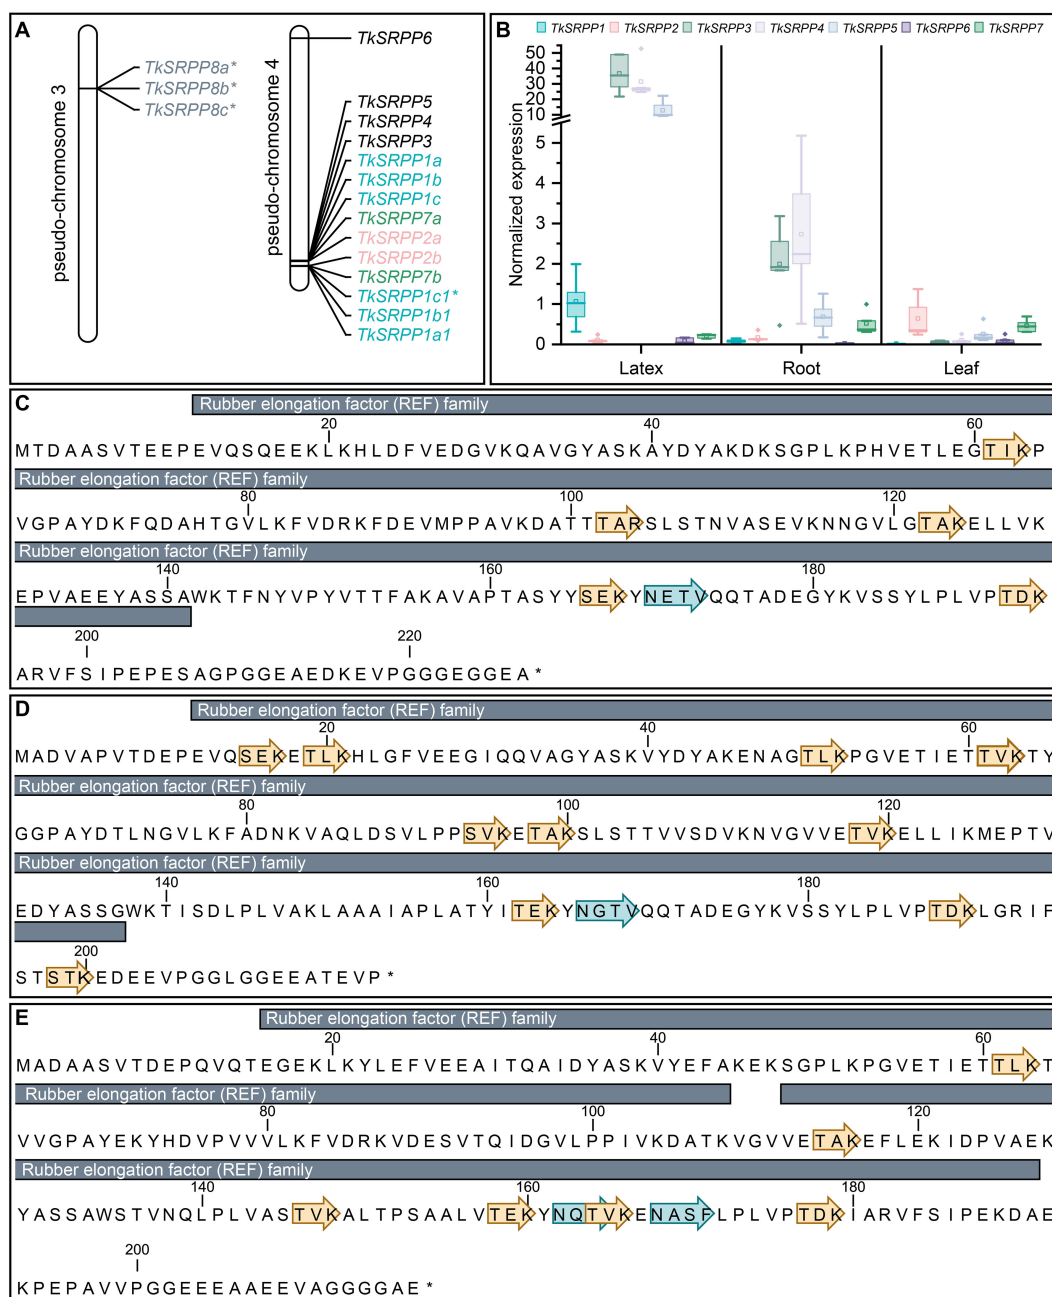 A
pseudo-chromosome 3
TkSRPP8a*
TkSRPP8b*
TkSRPP8c*
pseudo-chromosome 4
TkSRPP6
TkSRPP5
TkSRPP4
TkSRPP3
TkSRPP1a
TkSRPP1b
TkSRPP1c
TkSRPP7a
TkSRPP2a
TkSRPP2b
TkSRPP7b
TkSRPP1c1*
TkSRPP1b1
TkSRPP1a1
B
TkSRPP1 TkSRPP2 TkSRPP3 TkSRPP4 TkSRPP5 TkSRPP6 TkSRPP7
Normalized expression
50
40
30
20
10
5
4
3
2
1
0
Latex Root Leaf
C
Rubber elongation factor (REF) family
20 40 60
MTDAASVTEEPEVQSQEEKLKHLDFVEDGVKQAVGYASKAYDYAKDKSGPLKPHVETLEGTIKP
Rubber elongation factor (REF) family
80 100 120
VGPAYDKFQDAHTGVLKFVDRKFDEVMPPAVKDATTTARSLSTNVASEVKNNGVLGTAKELLVK
Rubber elongation factor (REF) family
140 160 180
EPVAEEYASSAWKTFNYVPYVTTFAKAVAPTASYYSEKYNETVQQTADEGYKVSSYLPLVPTDK
200 220
ARVFSIPEPESAGPGGEAEDKEVPGGGEGGEA*
D
Rubber elongation factor (REF) family
20 40 60
MADVAPVTDEPEVQSEKETLKHLGFVEEGIQQVAGYASKVYDYAKENAGTLKPGVETIETTVKTY
Rubber elongation factor (REF) family
80 100 120
GGPAYDTLNGVLKFADNKVAQLDSVLPPSVKETAKSLSTTVVSDVKNVGVVETVKELLIKMEPTV
Rubber elongation factor (REF) family
140 160 180
EDYASSGWKTISDLPLVAKLAAAIAPLATYITEKYNGTVQQTADEGYKVSSYLPLVPTDKLGRIF
200
STSTKEDEEVPGGLGGEEATEVP*
E
Rubber elongation factor (REF) family
20 40 60
MADAASVTDEPQVQTEGEKLKYLEFVEEAITQAIDYASKVYEFAKEKSGPLKPGVETIETTLKT
Rubber elongation factor (REF) family
80 100 120
VVGPAYEKYHDVPVVVLKFVDRKVDESVTQIDGVLPPIVKDATKVGVVETAKEFLEKIDPVAEK
Rubber elongation factor (REF) family
140 160 180
YASSAWSTVNQLPLVASTVKALTPSAALVTEKYNQTVKENASFLPLVPTDKIARVFSIPEKDAE
200
KPEPAVVPGGEEEAAEEVAGGGGAE*